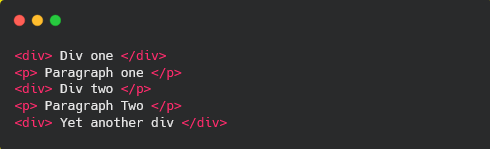 <div> Div one </div>
<p> Paragraph one </p>
<div> Div two </p>
<p> Paragraph Two </p>
<div> Yet another div </div>